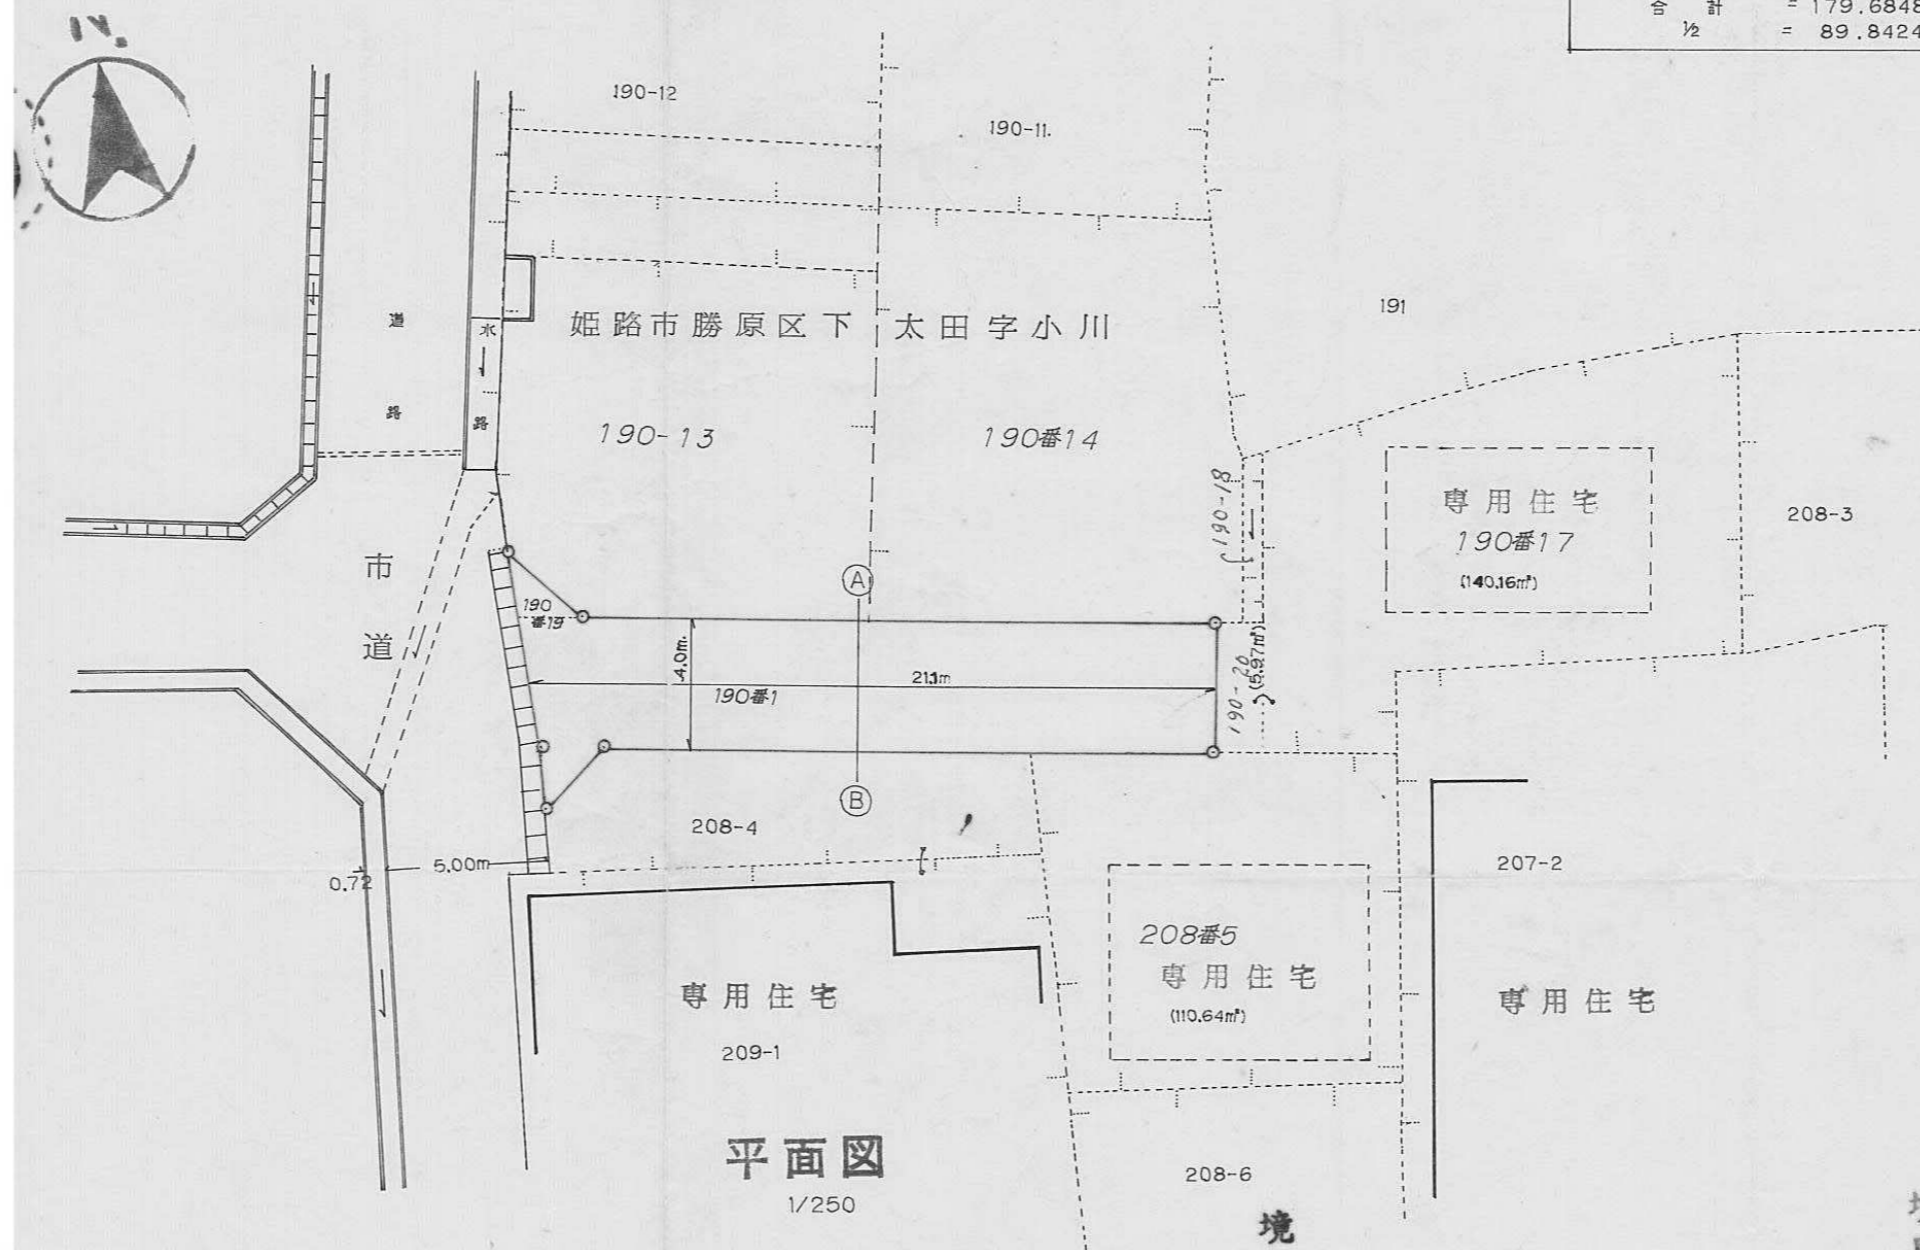 合 計 = 179.6848
½ = 89.8424
N.
190-12
190-11.
191
姫路市勝原区下 太田字小川
道路
水路
190-13
190番14
190-18
専用住宅
190番17
(140.16㎡)
208-3
市道
190番19
A
4.0m.
190番1
21.1m
190-20
(5.97㎡)
B
208-4
5.00m
0.72
207-2
208番5
専用住宅
(110.64㎡)
専用住宅
209-1
専用住宅
平面図
1/250
208-6
境